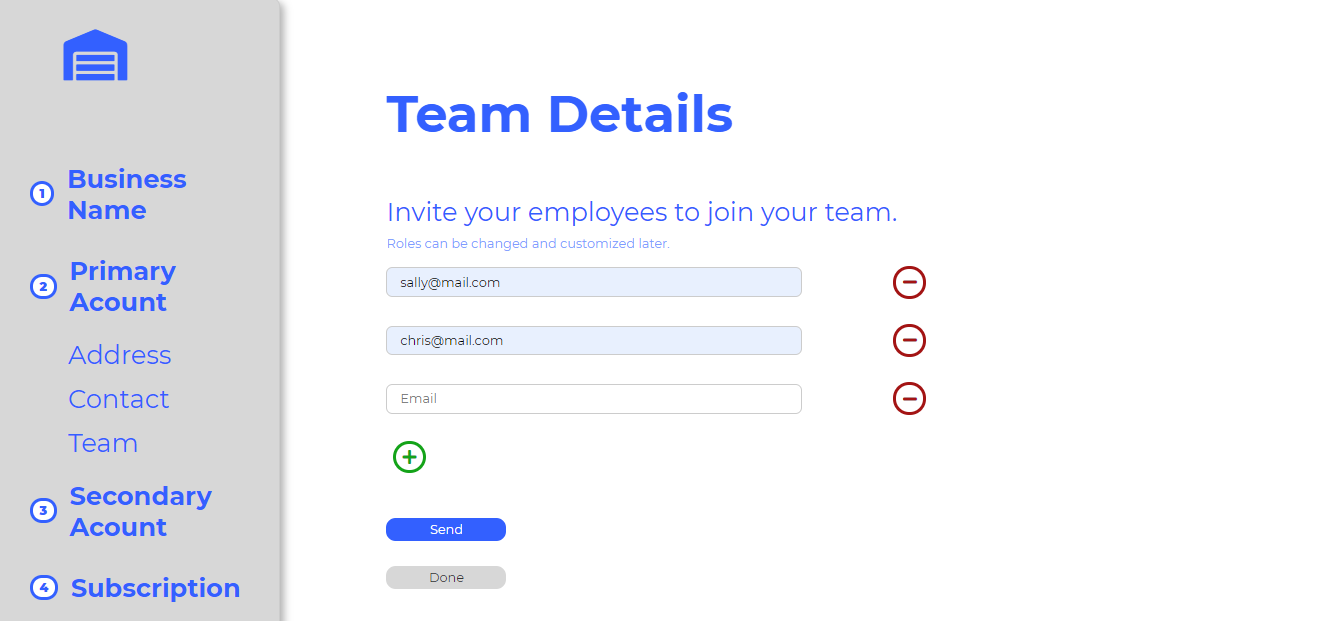 1
Business
Name
2
Primary
Acount
Address
Contact
Team
3
Secondary
Acount
4
Subscription
Team Details
Invite your employees to join your team.
Roles can be changed and customized later.
sally@mail.com
chris@mail.com
Email
Send
Done